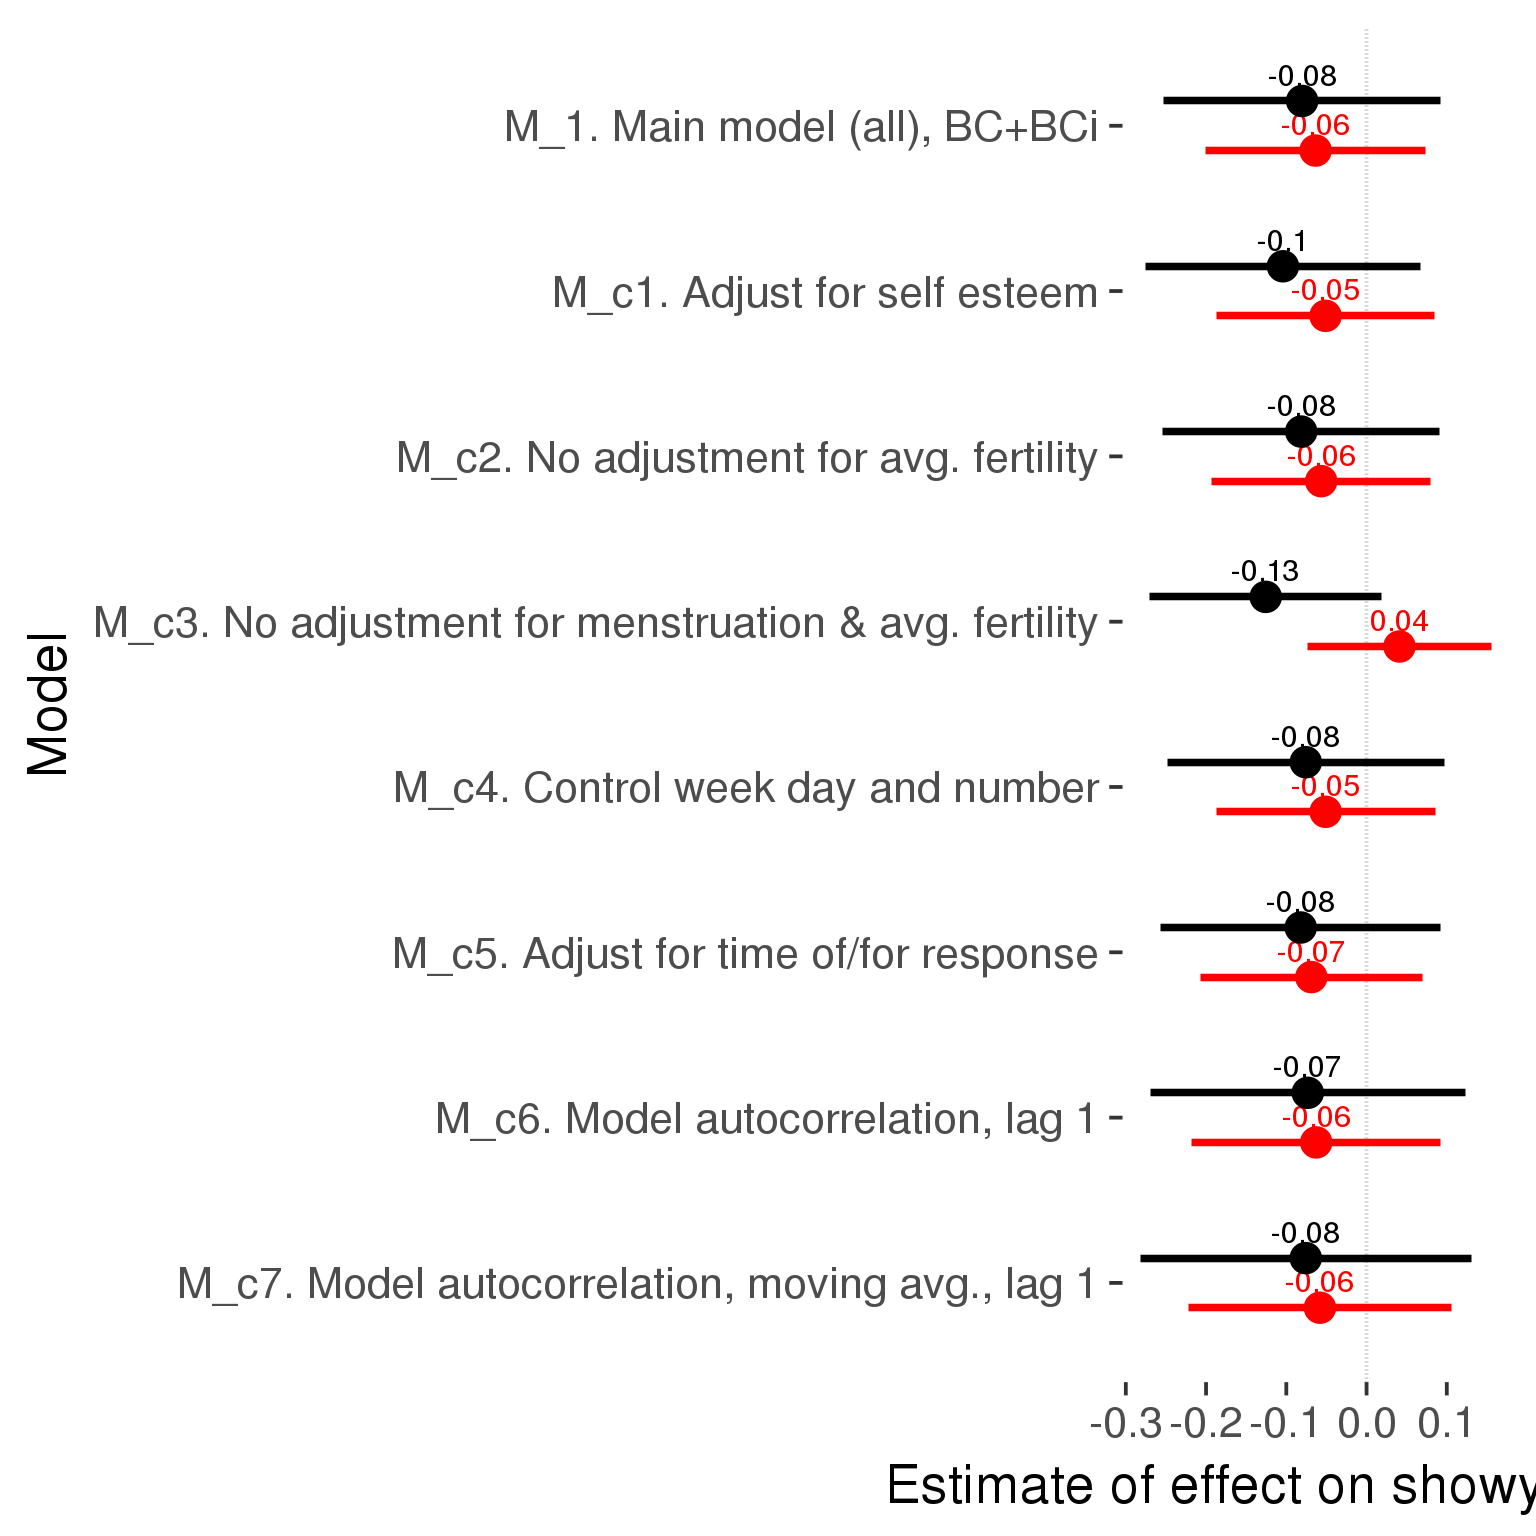 -0.08
M_1. Main model (all), BC+BCi
-0.06
-0.1
M_c1. Adjust for self esteem
-0.05
-0.08
M_c2. No adjustment for avg. fertility
-0.06
-0.13
M_c3. No adjustment for menstruation & avg. fertility
0.04
Model
-0.08
M_c4. Control week day and number
-0.05
-0.08
M_c5. Adjust for time of/for response
-0.07
-0.07
M_c6. Model autocorrelation, lag 1
-0.06
-0.08
M_c7. Model autocorrelation, moving avg., lag 1
-0.06
-0.3 -0.2 -0.1 0.0 0.1
Estimate of effect on showy